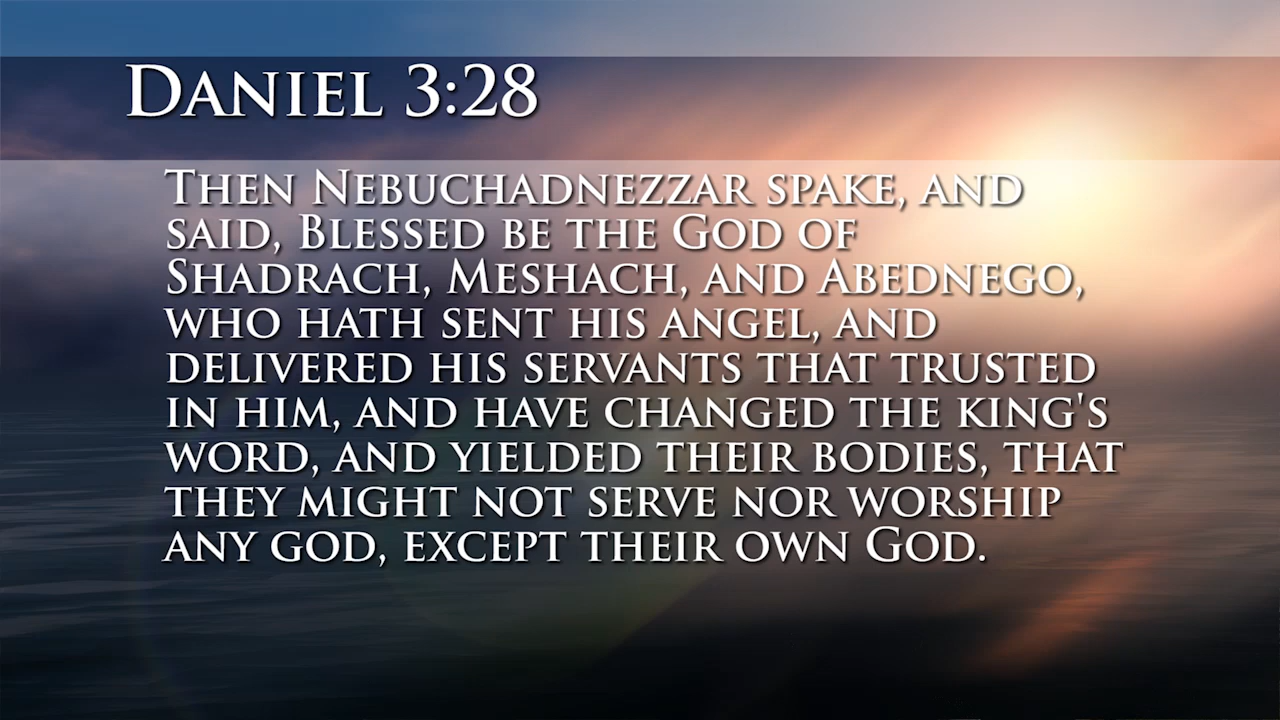 Daniel 3:28
Then Nebuchadnezzar spake, and
said, Blessed be the God of
Shadrach, Meshach, and Abednego,
who hath sent his angel, and
delivered his servants that trusted
in him, and have changed the king's
word, and yielded their bodies, that
they might not serve nor worship
any god, except their own God.